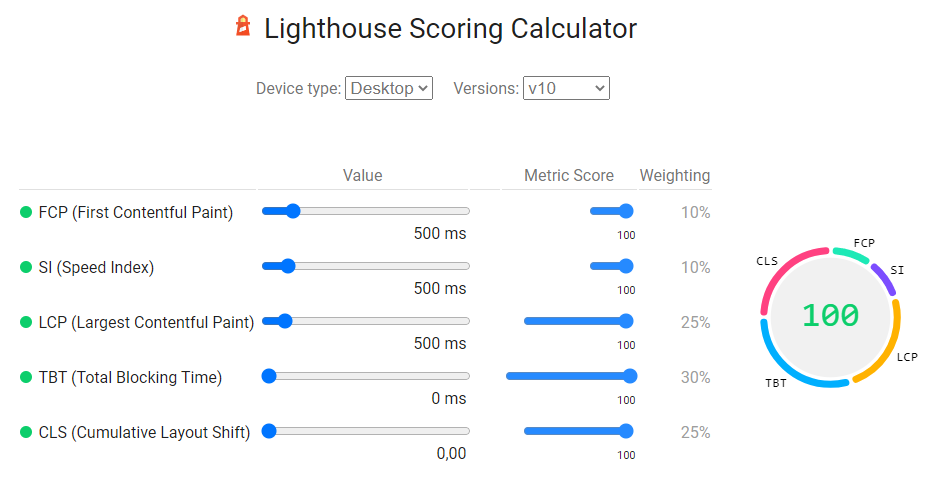 Lighthouse Scoring Calculator
Device type: Desktop Versions: v10
Value Metric Score Weighting
FCP (First Contentful Paint) 10%
500 ms 100
SI (Speed Index) 10%
500 ms 100
LCP (Largest Contentful Paint) 25%
500 ms 100
TBT (Total Blocking Time) 30%
0 ms 100
CLS (Cumulative Layout Shift) 25%
0,00 100
FCP
CLS
SI
100
LCP
TBT